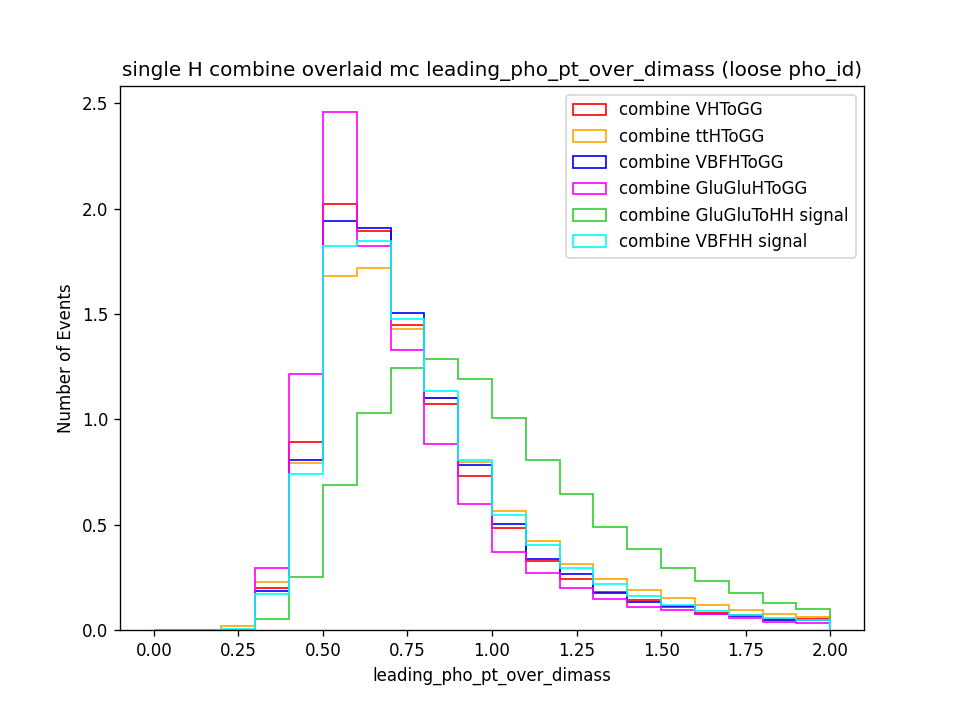 single H combine overlaid mc leading_pho_pt_over_dimass (loose pho_id)
combine VHToGG
combine ttHToGG
combine VBFHToGG
combine GluGluHToGG
combine GluGluToHH signal
combine VBFHH signal
Number of Events
2.5
2.0
1.5
1.0
0.5
0.0
0.00 0.25 0.50 0.75 1.00 1.25 1.50 1.75 2.00
leading_pho_pt_over_dimass